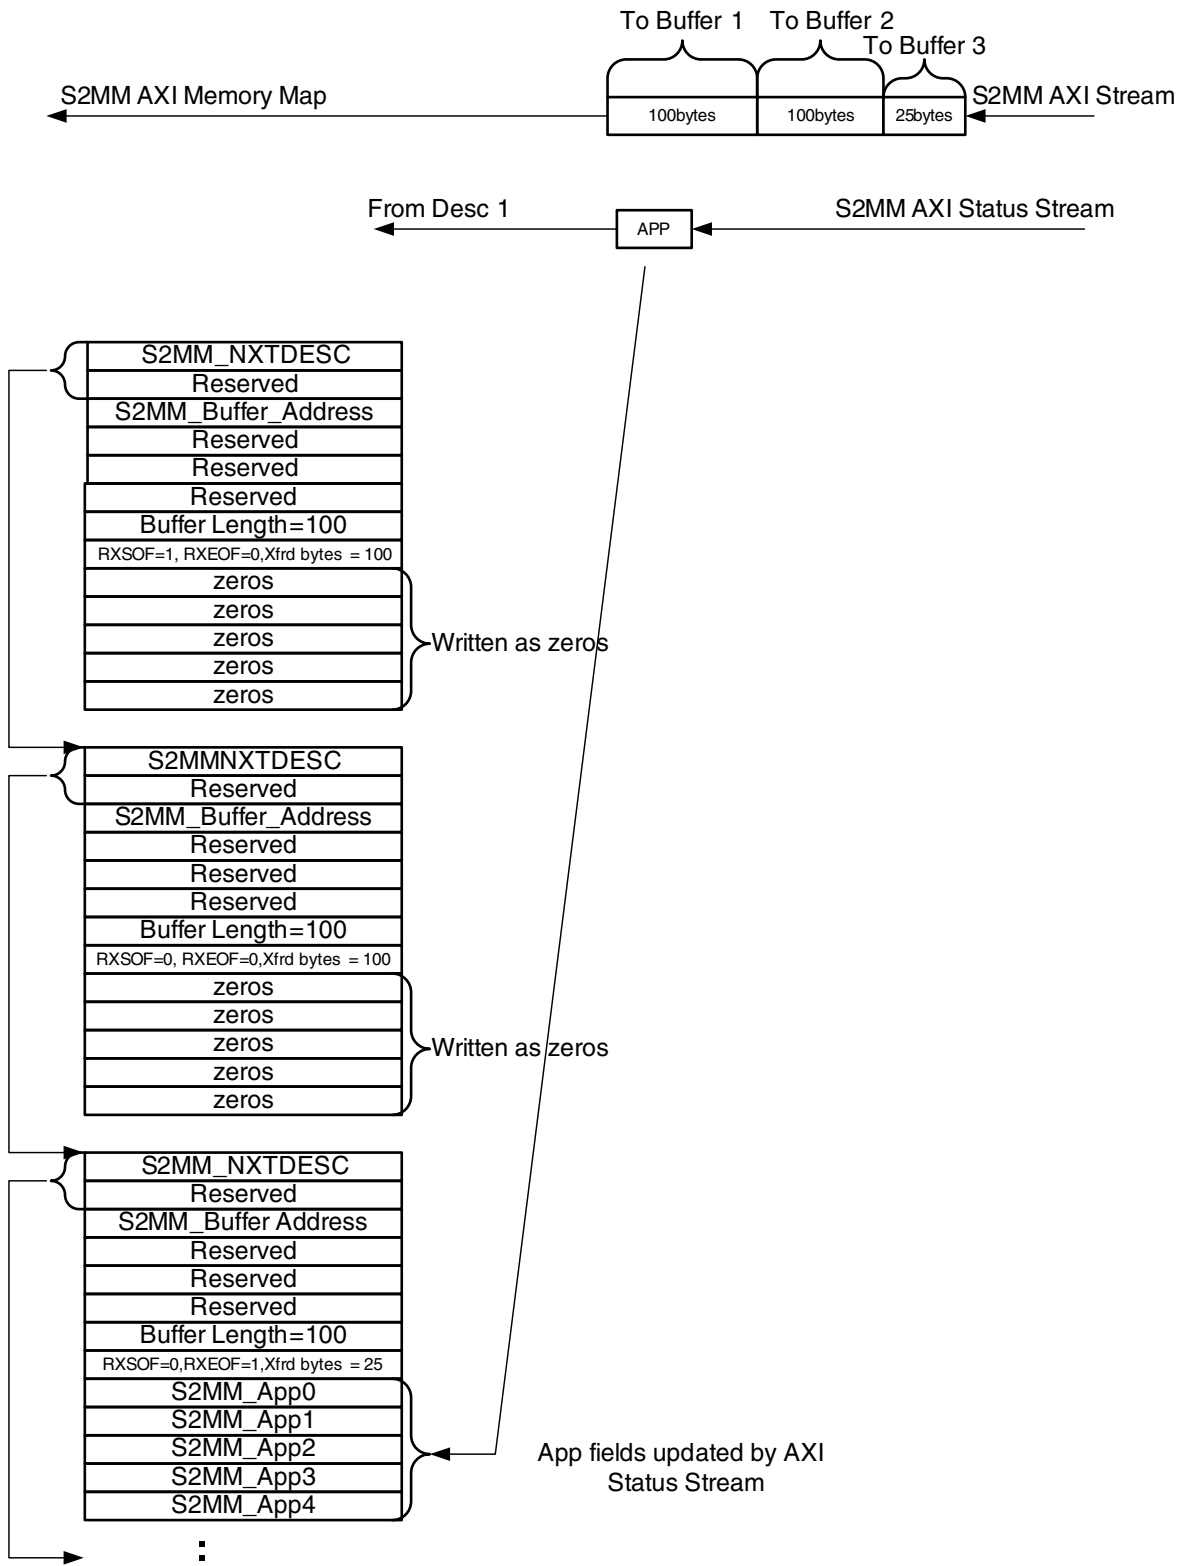 To Buffer 1
To Buffer 2
To Buffer 3
S2MM AXI Memory Map
S2MM AXI Stream
100bytes
100bytes
25bytes
From Desc 1
S2MM AXI Status Stream
APP
S2MM_NXTDESC
Reserved
S2MM_Buffer_Address
Reserved
Reserved
Reserved
Buffer Length=100
RXSOF=1, RXEOF=0,Xfrd bytes = 100
zeros
zeros
zeros
zeros
zeros
Written as zeros
S2MMNXTDESC
Reserved
S2MM_Buffer_Address
Reserved
Reserved
Reserved
Buffer Length=100
RXSOF=0, RXEOF=0,Xfrd bytes = 100
zeros
zeros
zeros
zeros
zeros
Written as zeros
S2MM_NXTDESC
Reserved
S2MM_Buffer Address
Reserved
Reserved
Reserved
Buffer Length=100
RXSOF=0,RXEOF=1,Xfrd bytes = 25
S2MM_App0
S2MM_App1
S2MM_App2
S2MM_App3
S2MM_App4
App fields updated by AXI
Status Stream